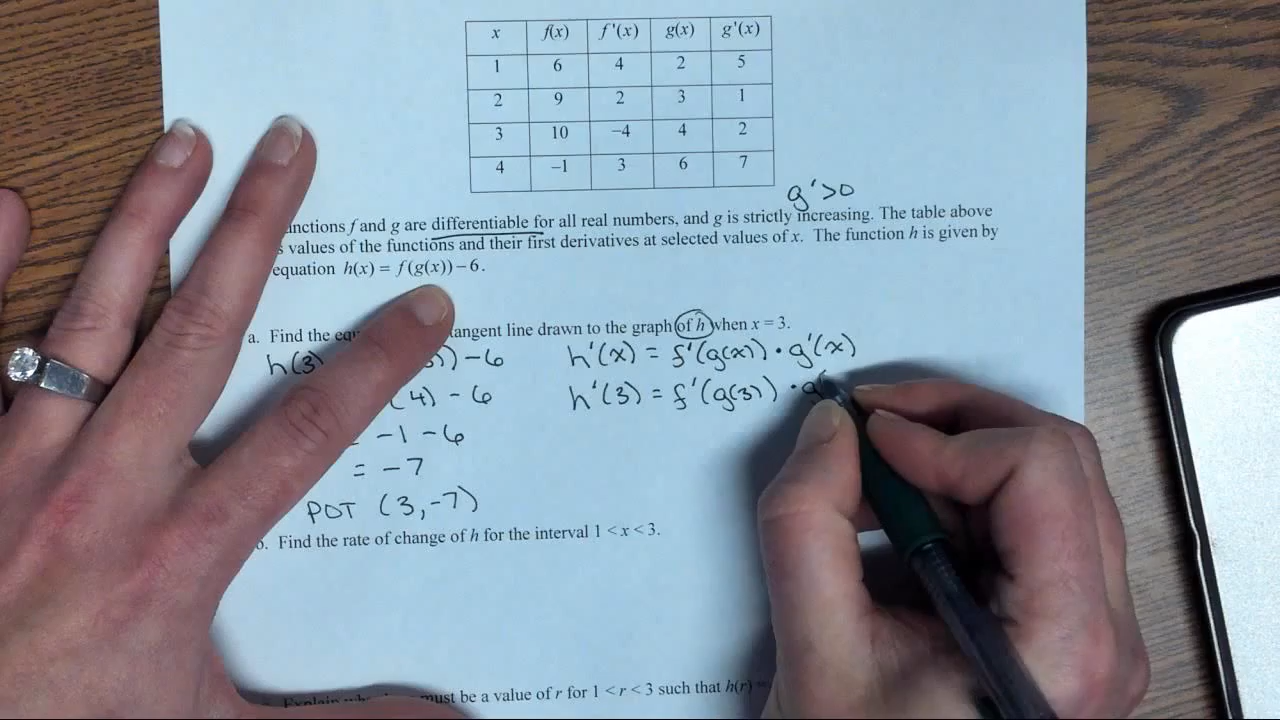 x f(x) f'(x) g(x) g'(x)
1 6 4 2 5
2 9 2 3 1
3 10 −4 4 2
4 −1 3 6 7
g'>0
f and g are differentiable for all real numbers, and g is strictly increasing. The table above
values of the functions and their first derivatives at selected values of x. The function h is given by
equation h(x) = f(g(x)) − 6.
a. Find the tangent line drawn to the graph of h when x = 3.
h(3) ) − 6
h'(x) = f'(g(x)) · g'(x)
(4) − 6
h'(3) = f'(g(3)) · g'
= −1 − 6
= −7
POT (3, −7)
Find the rate of change of h for the interval 1 < x < 3.
Explain must be a value of r for 1 < r < 3 such that h(r)